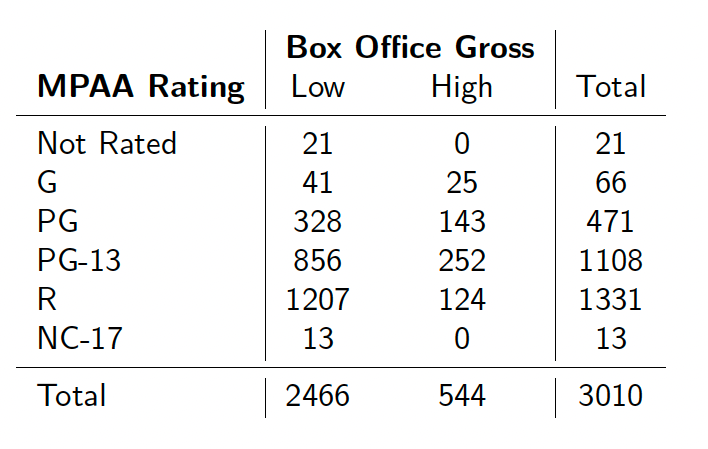 Box Office Gross
MPAA Rating Low High Total
Not Rated 21 0 21
G 41 25 66
PG 328 143 471
PG-13 856 252 1108
R 1207 124 1331
NC-17 13 0 13
Total 2466 544 3010